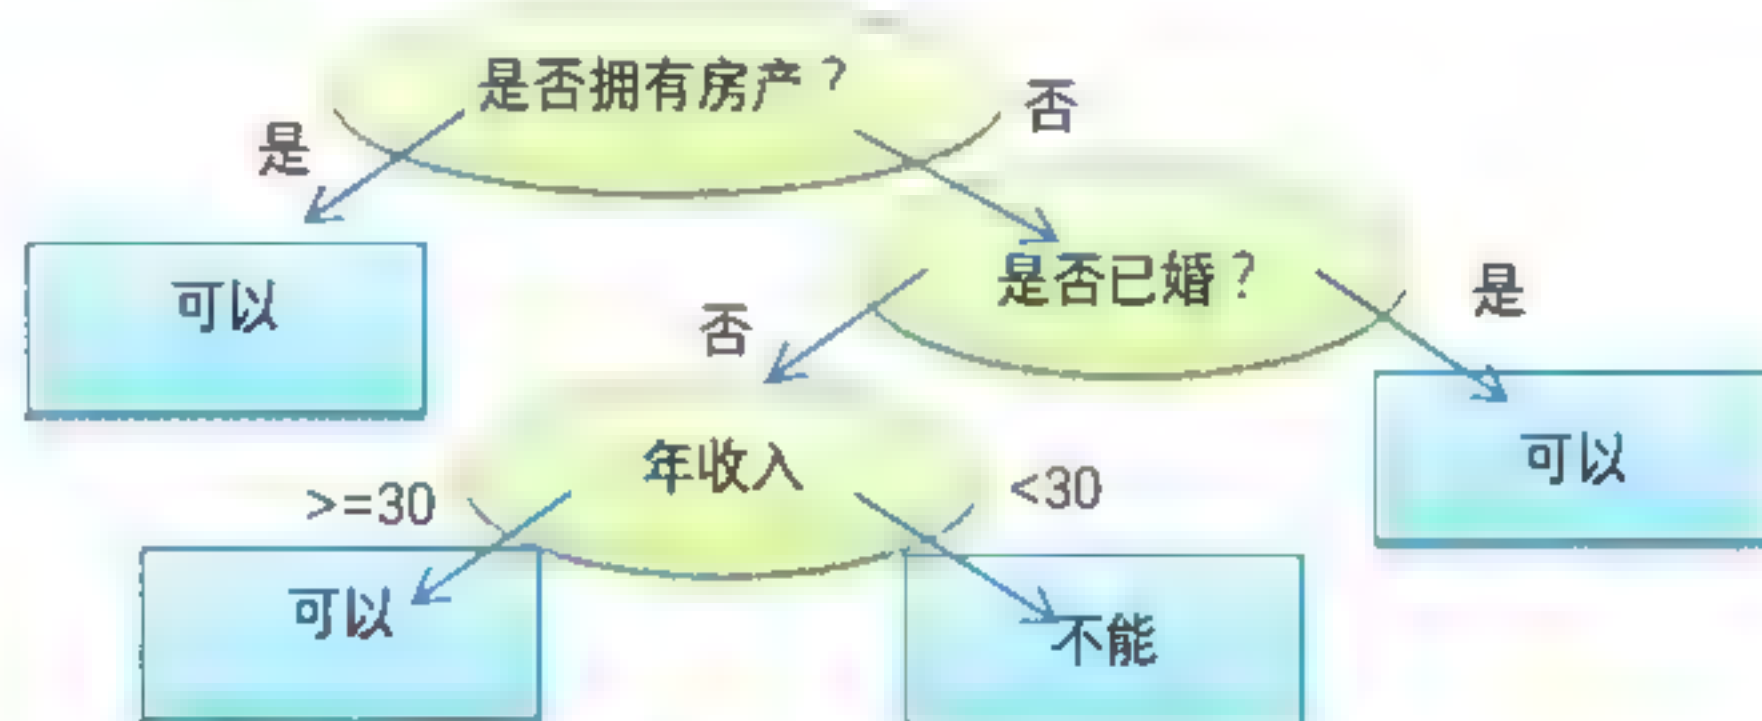 是否拥有房产？
是
否
是否已婚？
可以
否
是
年收入
可以
>=30
<30
可以
不能